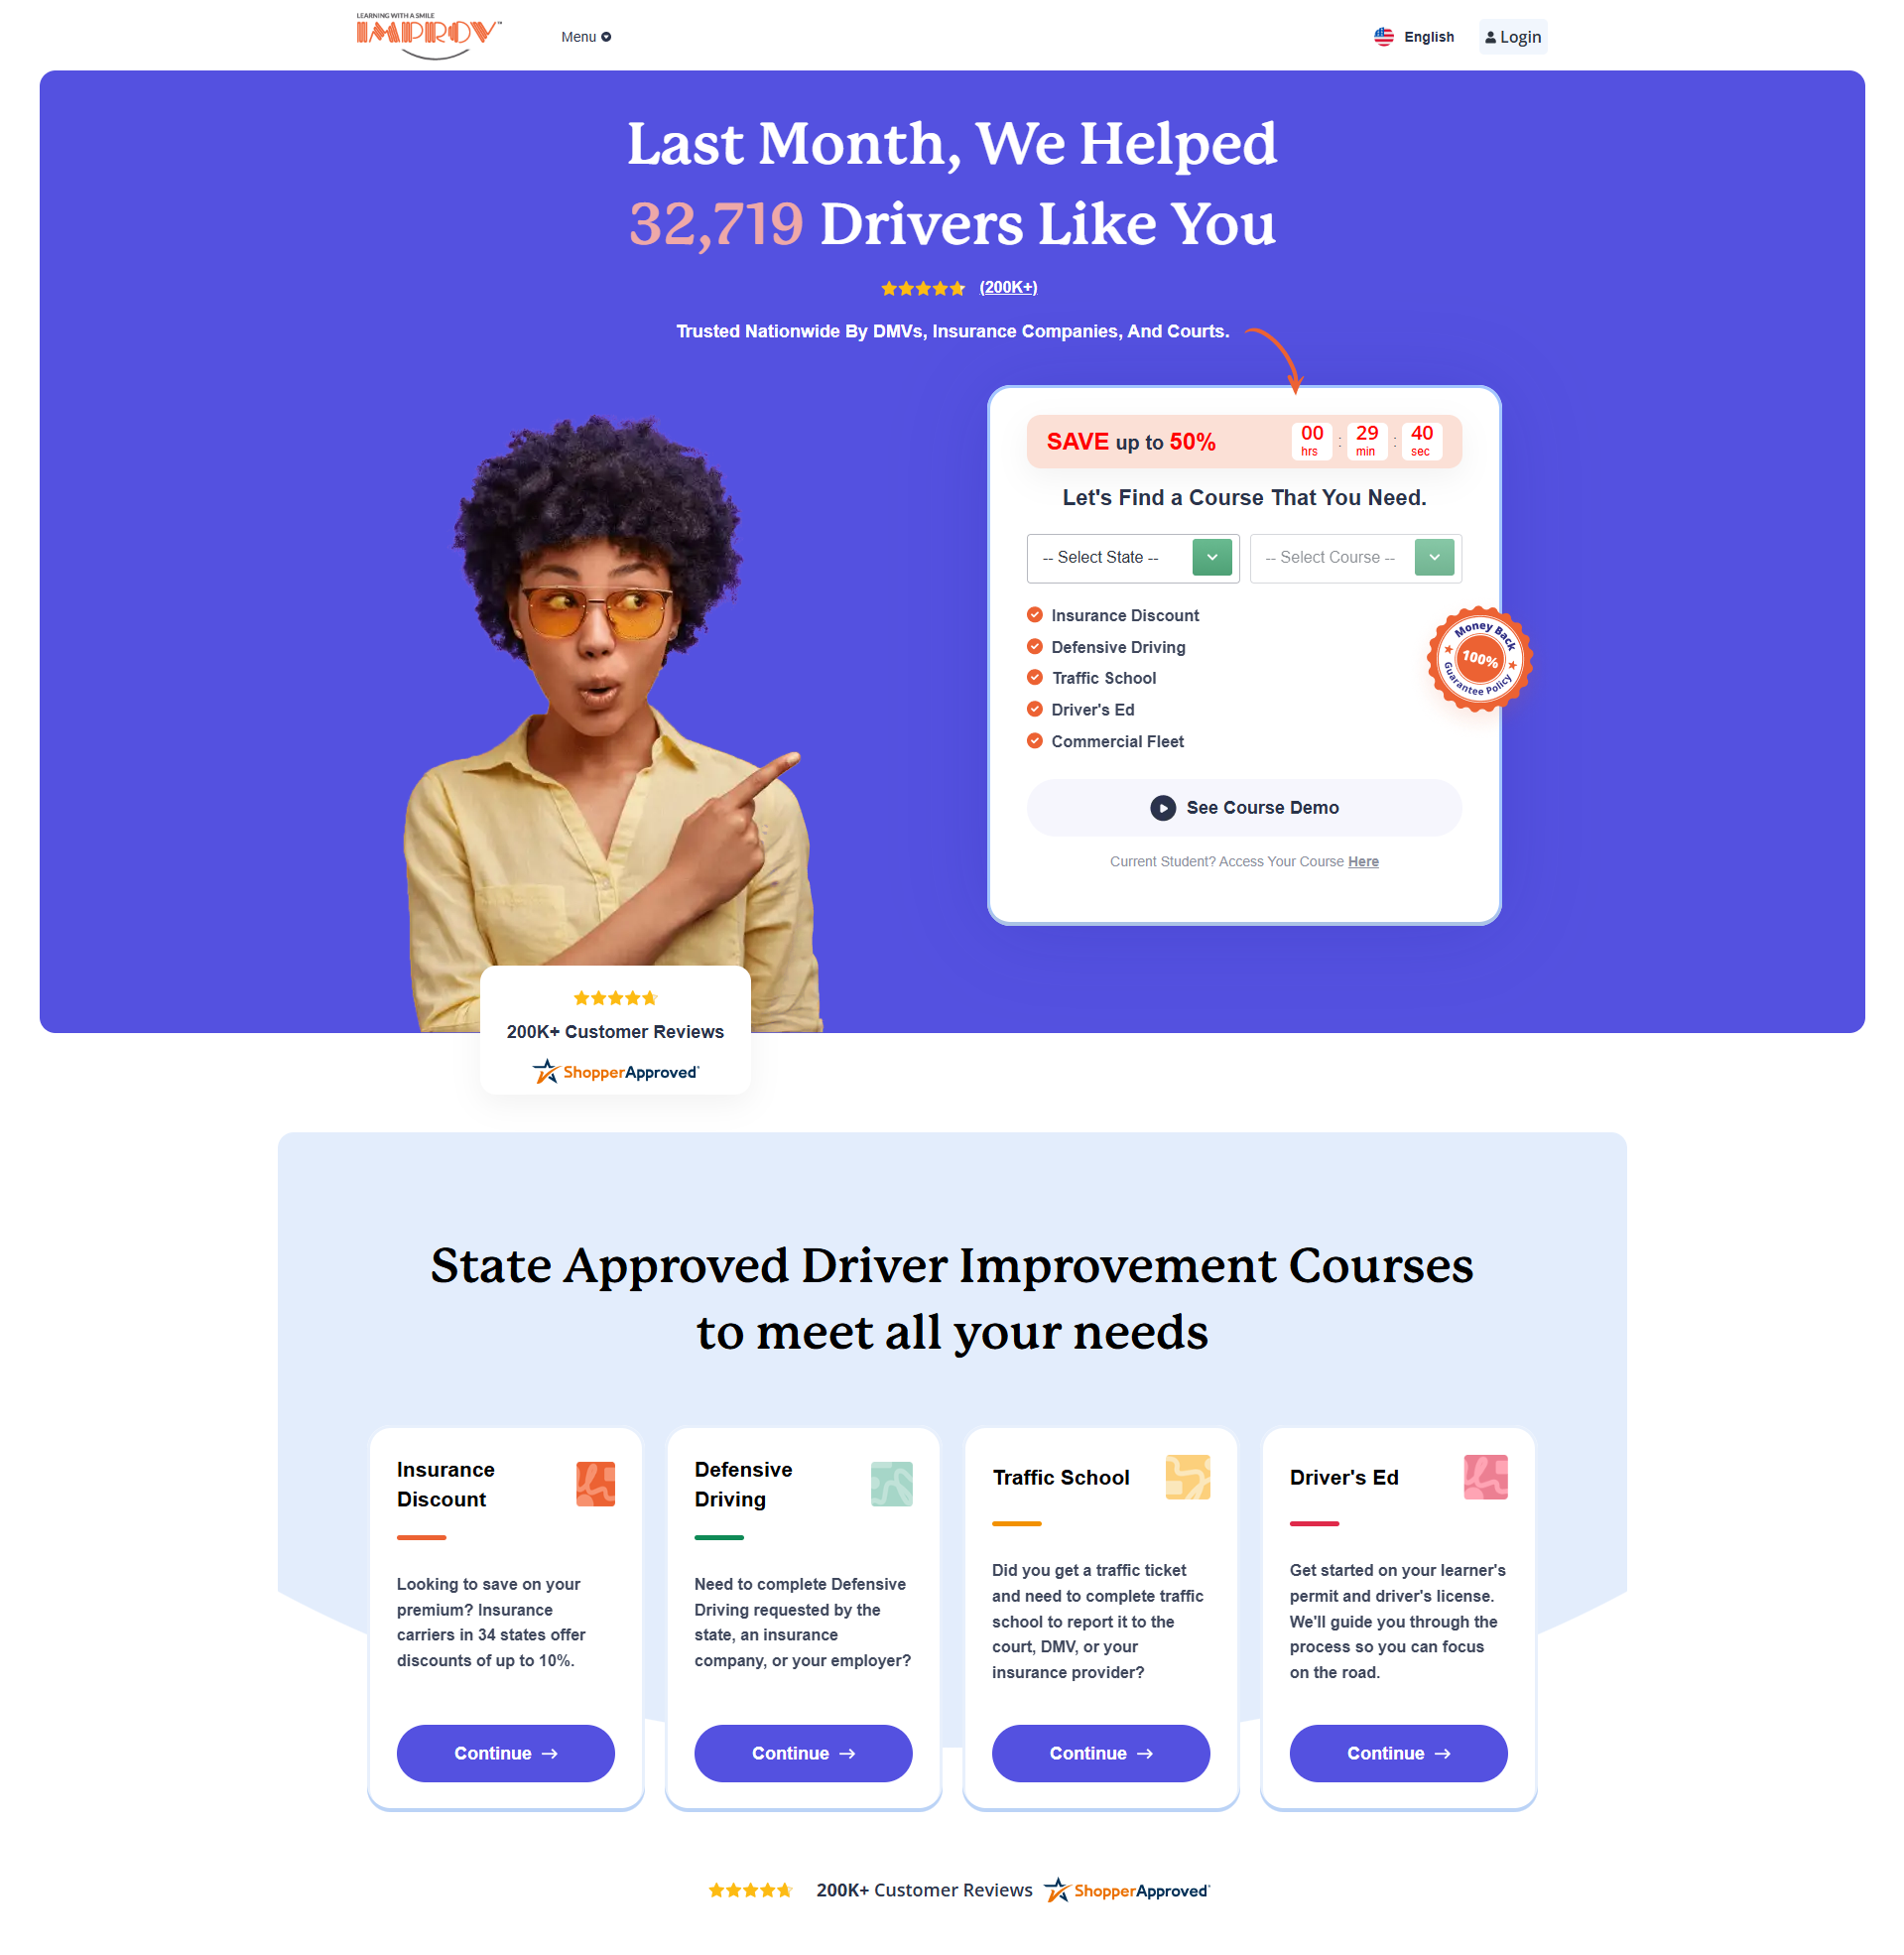 LEARNING WITH A SMILE
IMPROV™
Menu
English
Login
Last Month, We Helped
32,719 Drivers Like You
(200K+)
Trusted Nationwide By DMVs, Insurance Companies, And Courts.
SAVE up to 50%
00 : 29 : 40
hrs min sec
Let's Find a Course That You Need.
-- Select State --
-- Select Course --
Insurance Discount
Defensive Driving
Traffic School
Driver's Ed
Commercial Fleet
Money Back
100%
Guarantee Policy
See Course Demo
Current Student? Access Your Course Here
200K+ Customer Reviews
ShopperApproved
State Approved Driver Improvement Courses
to meet all your needs
Insurance
Discount
Looking to save on your
premium? Insurance
carriers in 34 states offer
discounts of up to 10%.
Continue
Defensive
Driving
Need to complete Defensive
Driving requested by the
state, an insurance
company, or your employer?
Continue
Traffic School
Did you get a traffic ticket
and need to complete traffic
school to report it to the
court, DMV, or your
insurance provider?
Continue
Driver's Ed
Get started on your learner's
permit and driver's license.
We'll guide you through the
process so you can focus
on the road.
Continue
200K+ Customer Reviews ShopperApproved